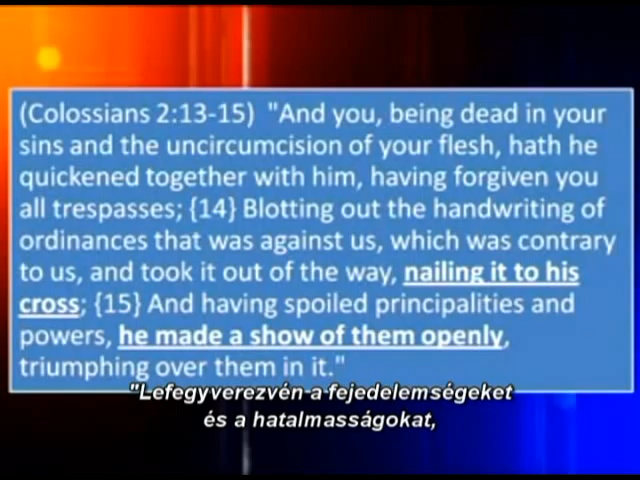 (Colossians 2:13-15)  "And you, being dead in your
sins and the uncircumcision of your flesh, hath he
quickened together with him, having forgiven you
all trespasses; {14} Blotting out the handwriting of
ordinances that was against us, which was contrary
to us, and took it out of the way, nailing it to his
cross; {15} And having spoiled principalities and
powers, he made a show of them openly,
triumphing over them in it."
"Lefegyverezvén a fejedelemségeket
és a hatalmasságokat,